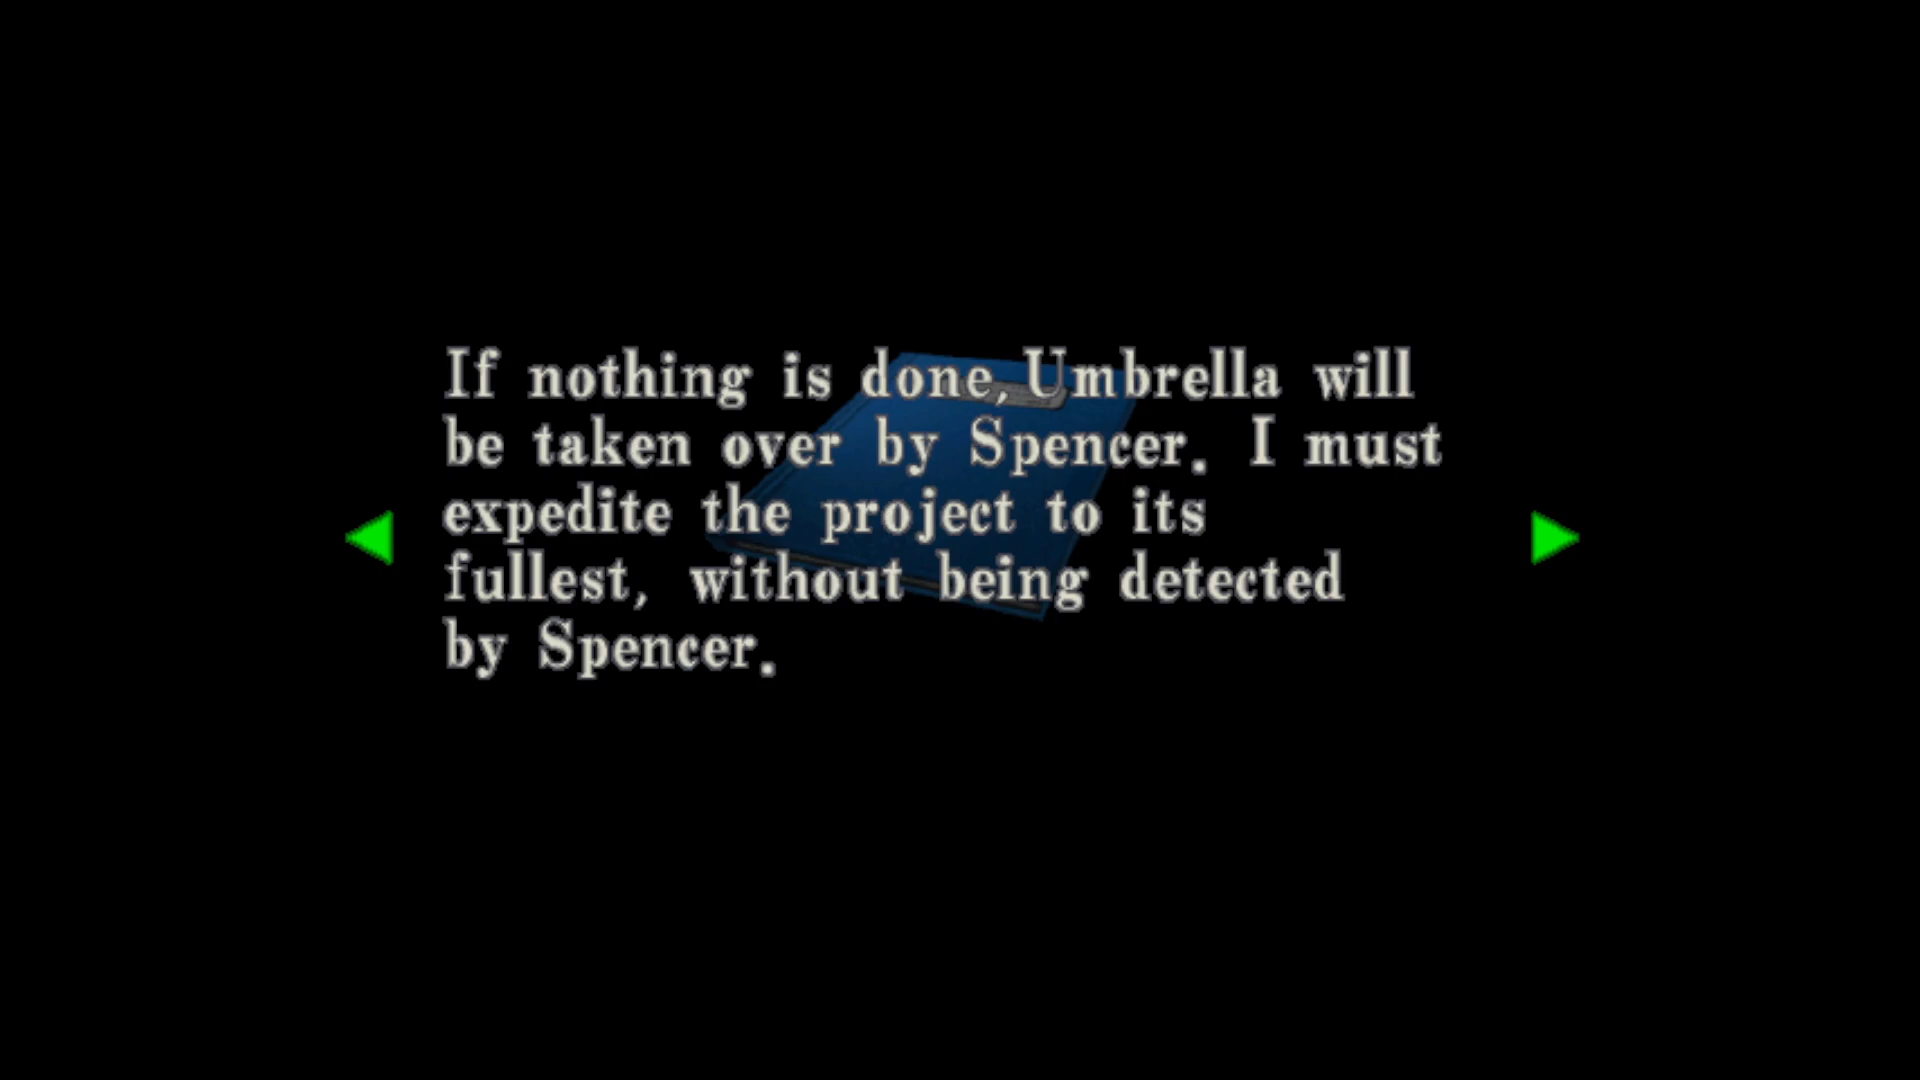 If nothing is done, Umbrella will
be taken over by Spencer. I must
expedite the project to its
fullest, without being detected
by Spencer.